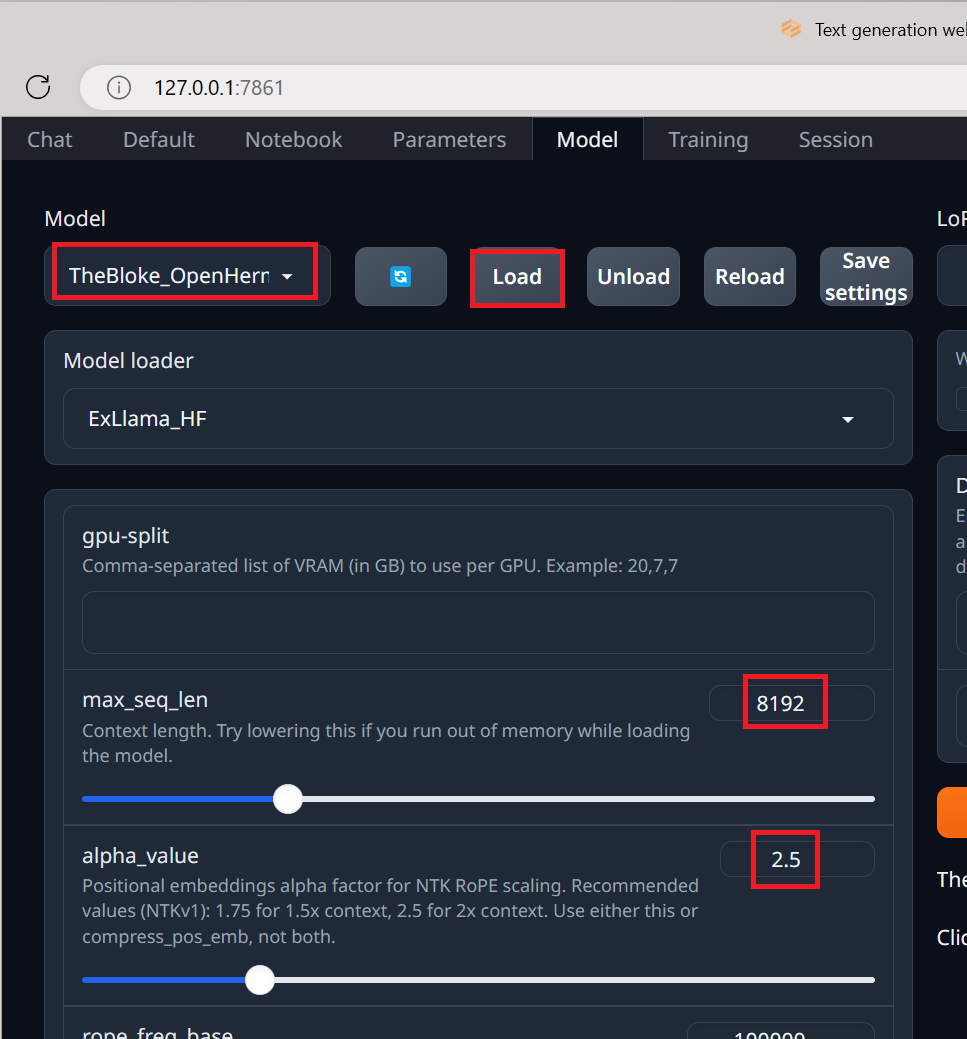 Text generation
127.0.0.1:7861
Chat Default Notebook Parameters Model Training Session
Model
TheBloke_OpenHern
Load
Unload
Reload
Save
settings
Model loader
ExLlama_HF
gpu-split
Comma-separated list of VRAM (in GB) to use per GPU. Example: 20,7,7
max_seq_len
8192
Context length. Try lowering this if you run out of memory while loading
the model.
alpha_value
2.5
Positional embeddings alpha factor for NTK RoPE scaling. Recommended
values (NTKv1): 1.75 for 1.5x context, 2.5 for 2x context. Use either this or
compress_pos_emb, not both.
rope_freq_base
100000